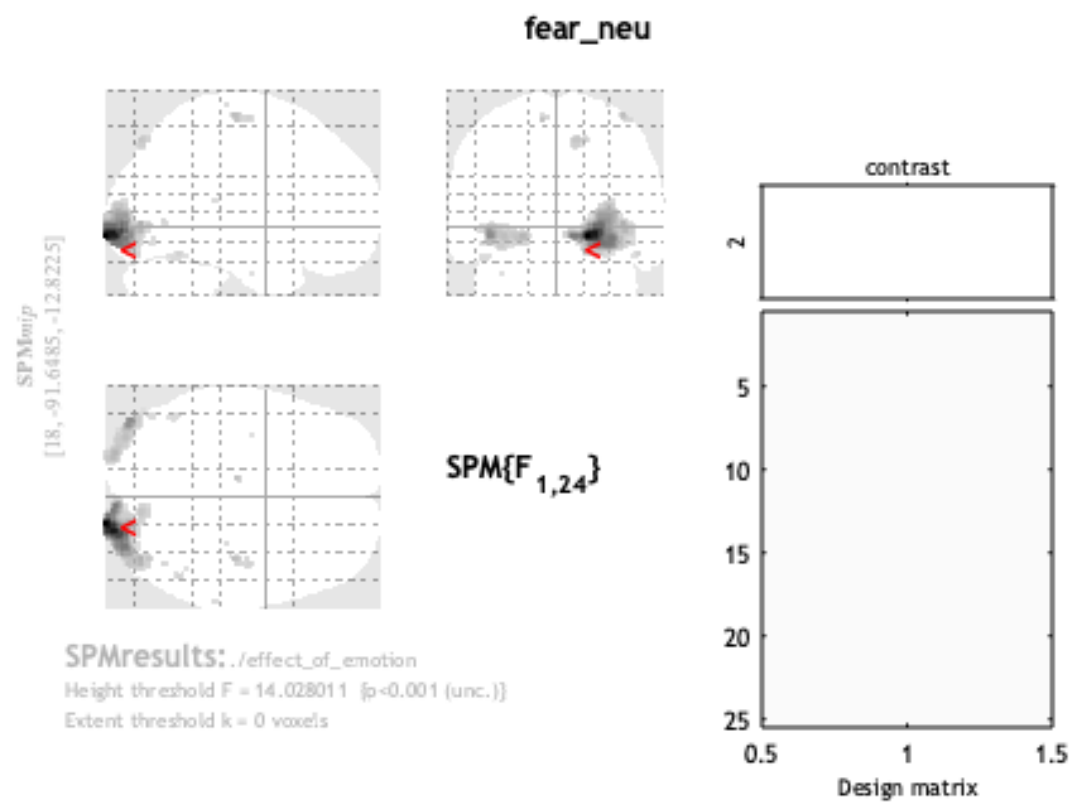 fear_neu
SPMmip
[18, -91.6485, -12.8225]
<
<
<
SPM{F1,24}
SPMresults: ./effect_of_emotion
Height threshold F = 14.028011 {p<0.001 (unc.)}
Extent threshold k = 0 voxels
contrast
2
5
10
15
20
25
0.5 1 1.5
Design matrix